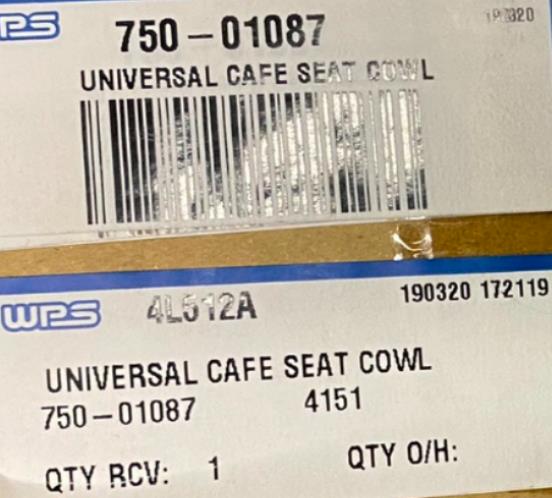 WPS
750-01087
UNIVERSAL CAFE SEAT COWL
WPS 4L512A 190320 172119
UNIVERSAL CAFE SEAT COWL
750-01087 4151
QTY RCV: 1 QTY O/H: